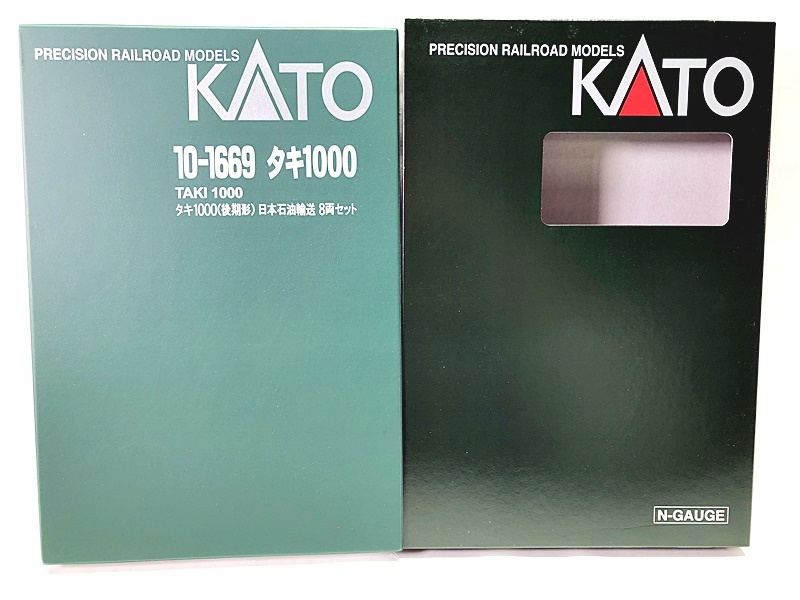 PRECISION RAILROAD MODELS
KATO
10-1669 タキ1000
TAKI 1000
タキ1000(後期形) 日本石油輸送 8両セット
PRECISION RAILROAD MODELS
KATO
N-GAUGE